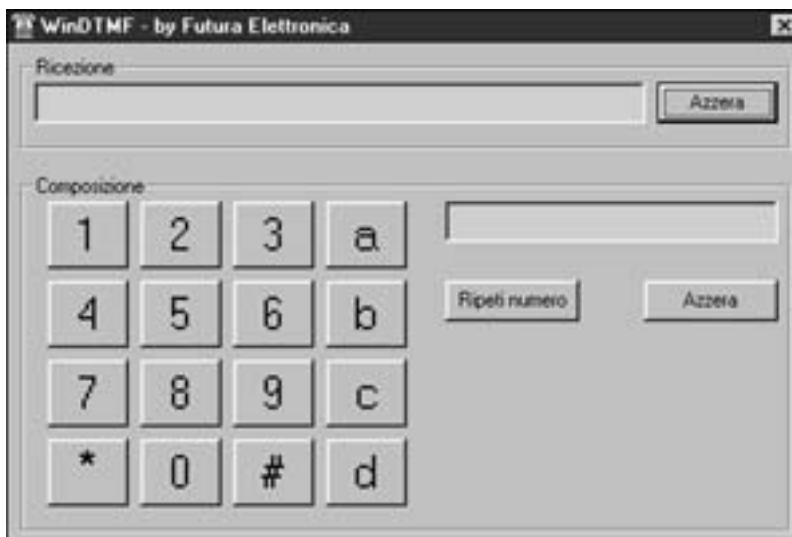 WinDTMF - by Futura Elettronica
Ricezione
Azzera
Composizione
1 2 3 a
4 5 6 b
Ripeti numero Azzera
7 8 9 c
* 0 # d